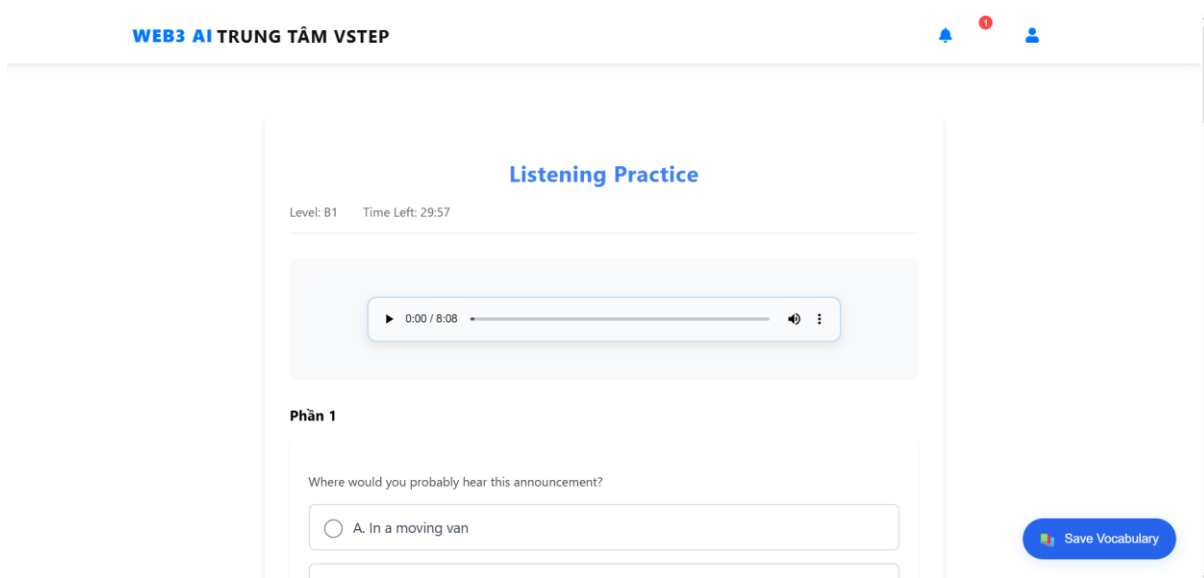 WEB3 AI TRUNG TÂM VSTEP
1
Listening Practice
Level: B1 Time Left: 29:57
0:00 / 8:08
Phần 1
Where would you probably hear this announcement?
A. In a moving van
Save Vocabulary